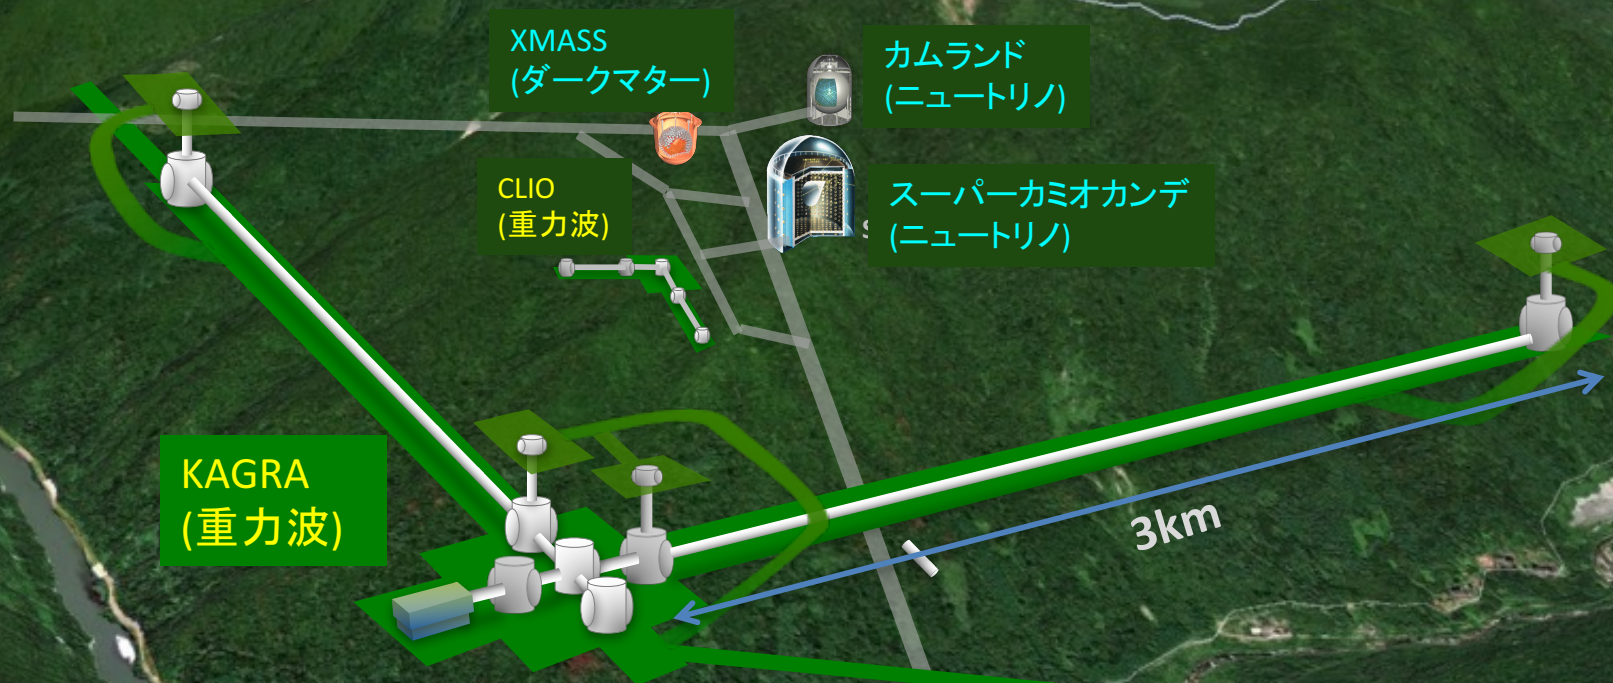 XMASS
(ダークマター)
カムランド
(ニュートリノ)
CLIO
(重力波)
スーパーカミオカンデ
(ニュートリノ)
KAGRA
(重力波)
3km